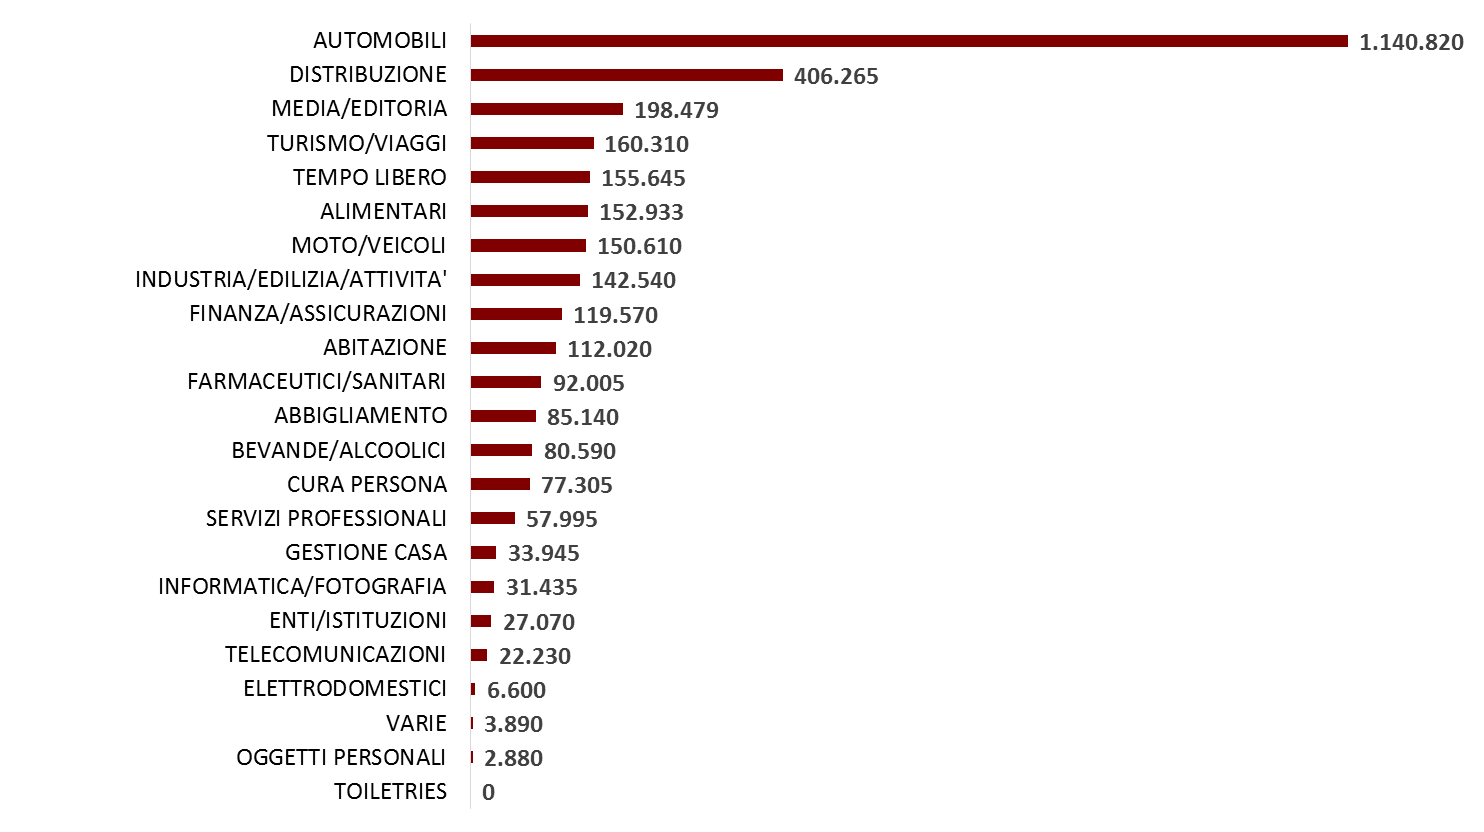 AUTOMOBILI 1.140.820
DISTRIBUZIONE 406.265
MEDIA/EDITORIA 198.479
TURISMO/VIAGGI 160.310
TEMPO LIBERO 155.645
ALIMENTARI 152.933
MOTO/VEICOLI 150.610
INDUSTRIA/EDILIZIA/ATTIVITA' 142.540
FINANZA/ASSICURAZIONI 119.570
ABITAZIONE 112.020
FARMACEUTICI/SANITARI 92.005
ABBIGLIAMENTO 85.140
BEVANDE/ALCOOLICI 80.590
CURA PERSONA 77.305
SERVIZI PROFESSIONALI 57.995
GESTIONE CASA 33.945
INFORMATICA/FOTOGRAFIA 31.435
ENTI/ISTITUZIONI 27.070
TELECOMUNICAZIONI 22.230
ELETTRODOMESTICI 6.600
VARIE 3.890
OGGETTI PERSONALI 2.880
TOILETRIES 0